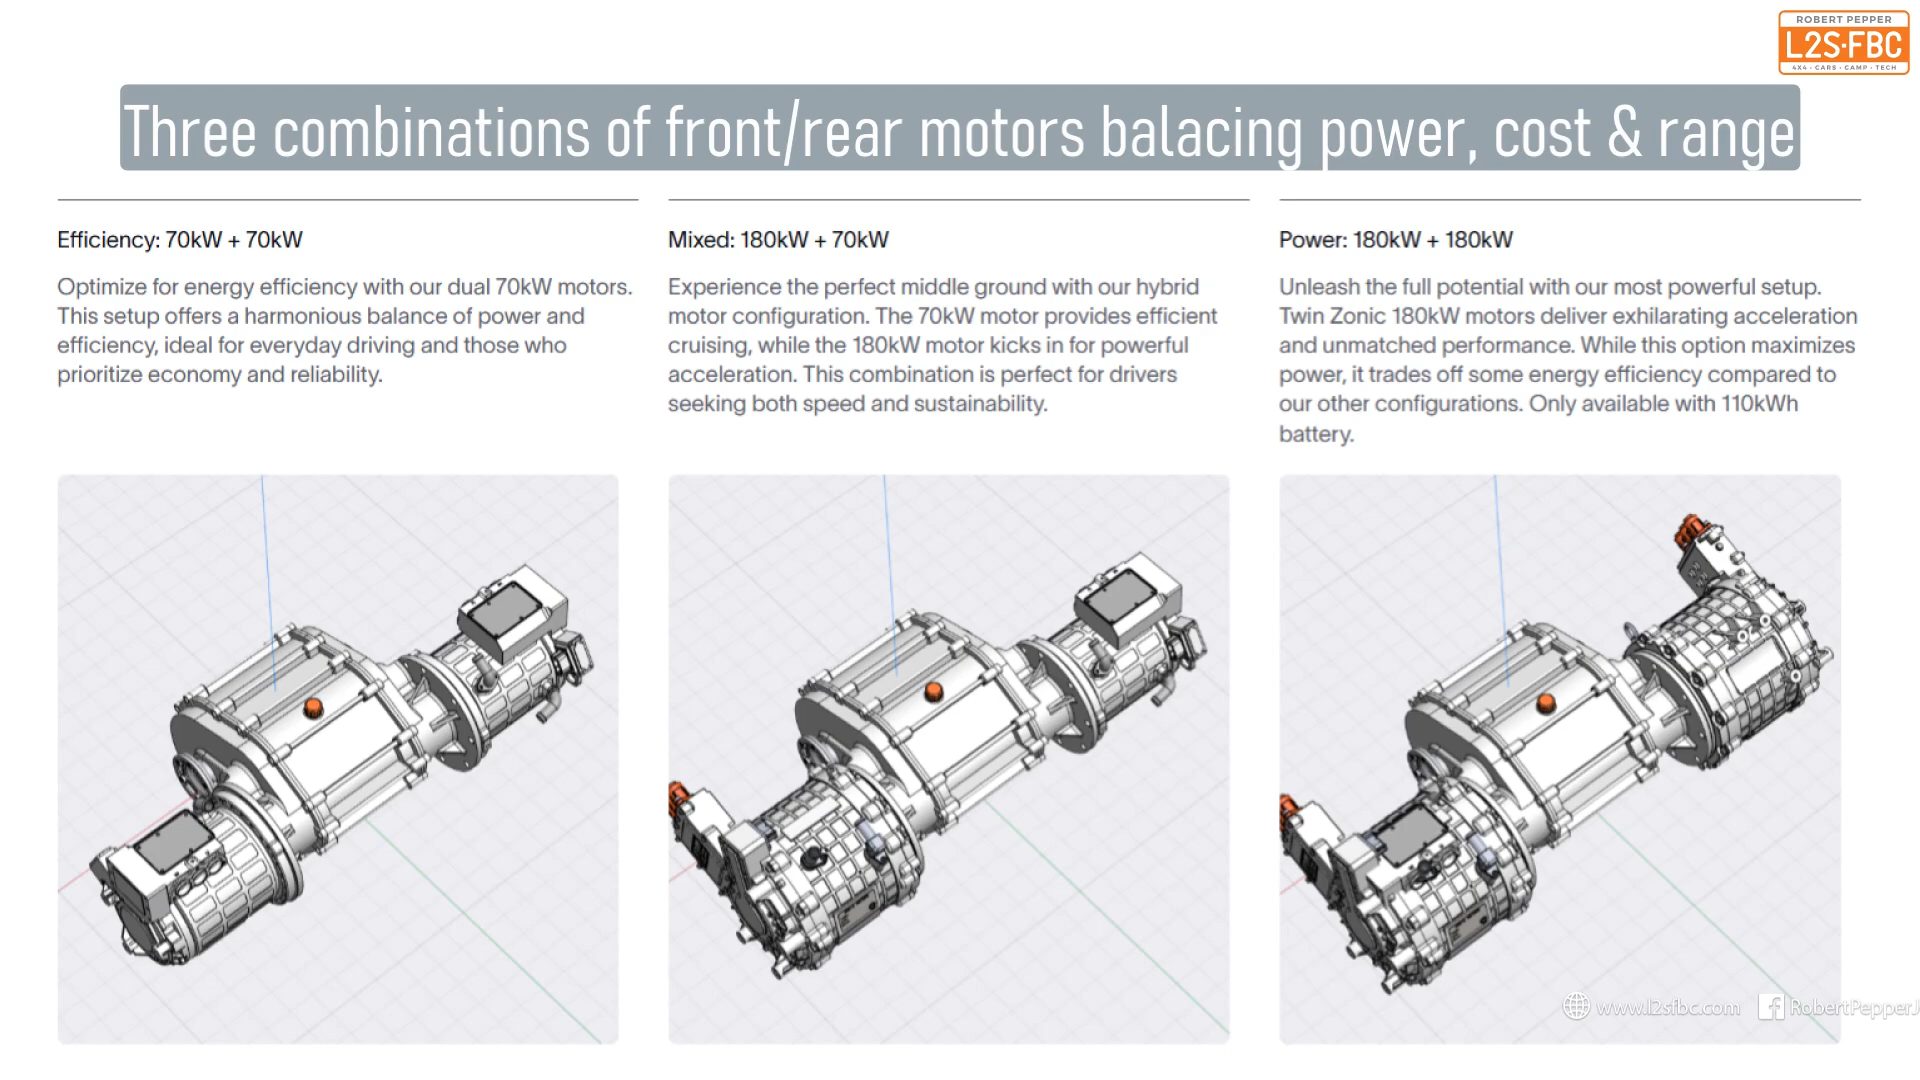 ROBERT PEPPER
L2S·FBC
4X4 · CARS · CAMP · TECH
Three combinations of front/rear motors balacing power, cost & range
Efficiency: 70kW + 70kW
Optimize for energy efficiency with our dual 70kW motors.
This setup offers a harmonious balance of power and
efficiency, ideal for everyday driving and those who
prioritize economy and reliability.
Mixed: 180kW + 70kW
Experience the perfect middle ground with our hybrid
motor configuration. The 70kW motor provides efficient
cruising, while the 180kW motor kicks in for powerful
acceleration. This combination is perfect for drivers
seeking both speed and sustainability.
Power: 180kW + 180kW
Unleash the full potential with our most powerful setup.
Twin Zonic 180kW motors deliver exhilarating acceleration
and unmatched performance. While this option maximizes
power, it trades off some energy efficiency compared to
our other configurations. Only available with 110kWh
battery.
www.l2sfbc.com
RobertPepperJ